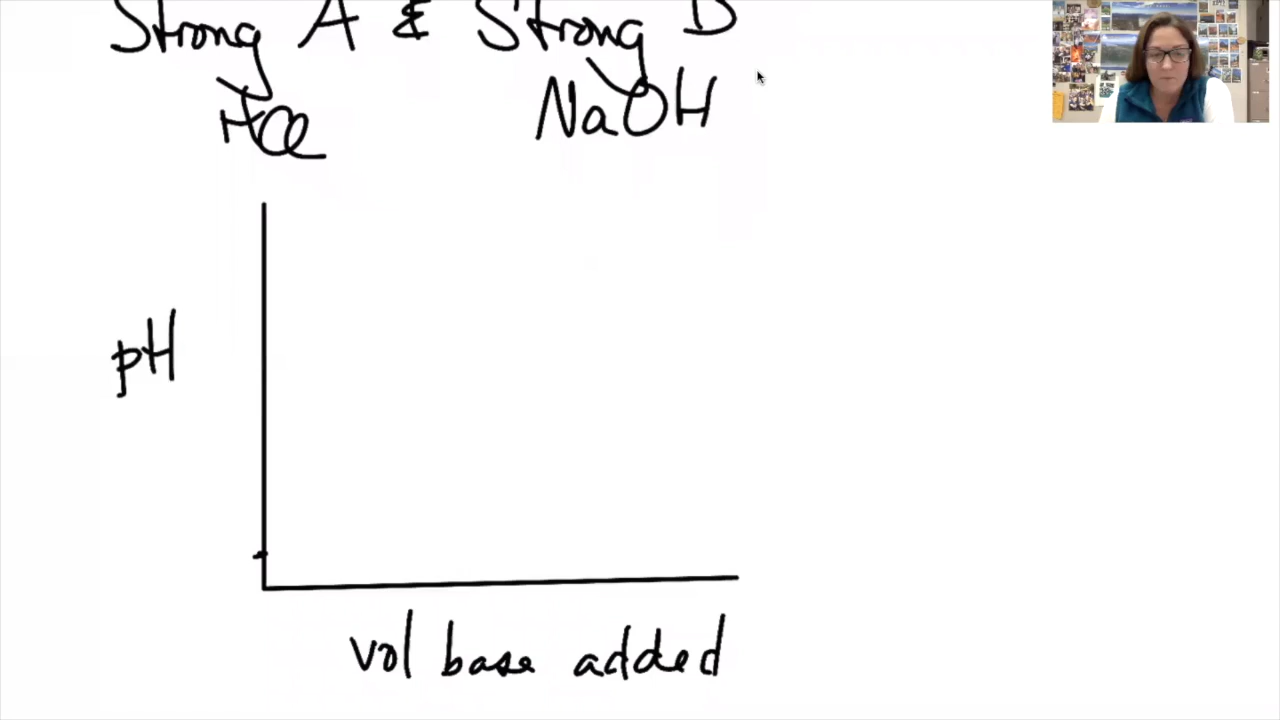 Strong A & Strong B
HCl
NaOH
pH
vol base added